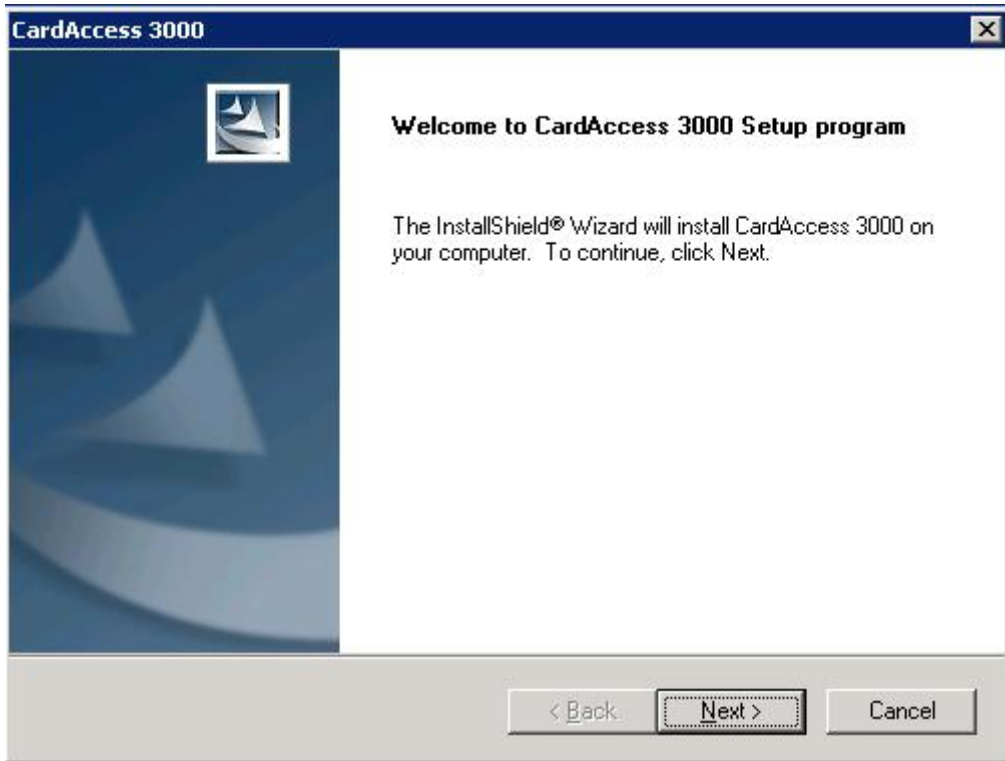 CardAccess 3000
Welcome to CardAccess 3000 Setup program
The InstallShield® Wizard will install CardAccess 3000 on
your computer.  To continue, click Next.
< Back
Next >
Cancel